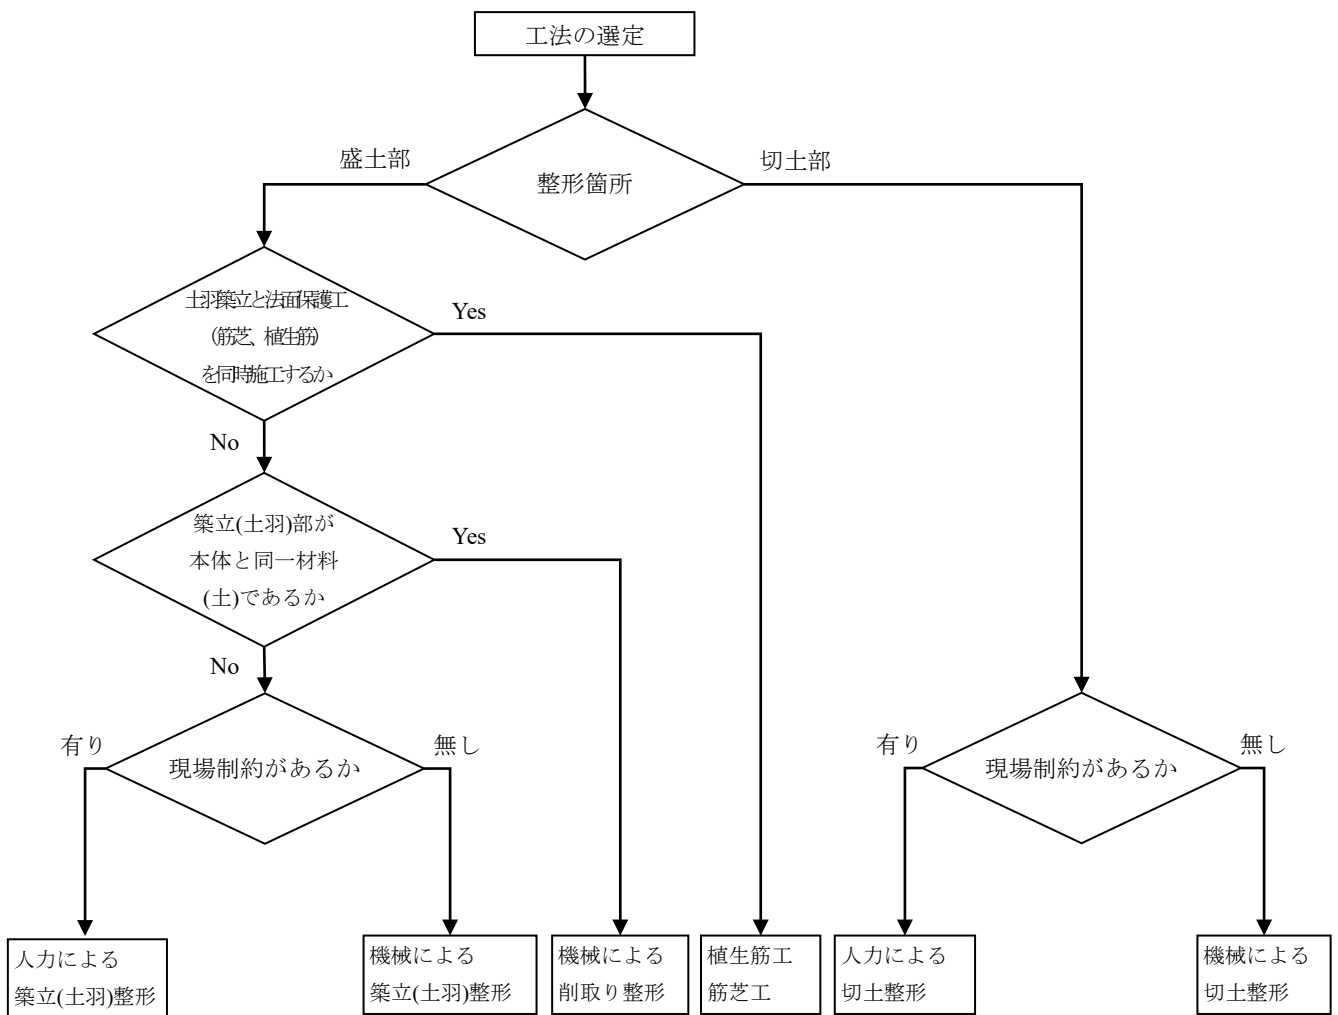 工法の選定
盛土部
切土部
整形箇所
土羽築立と法面保護工
(筋芝、植生筋)
を同時施工するか
Yes
No
築立(土羽)部が
本体と同一材料
(土)であるか
Yes
No
有り
現場制約があるか
無し
有り
現場制約があるか
無し
人力による
築立(土羽)整形
機械による
築立(土羽)整形
機械による
削取り整形
植生筋工
筋芝工
人力による
切土整形
機械による
切土整形